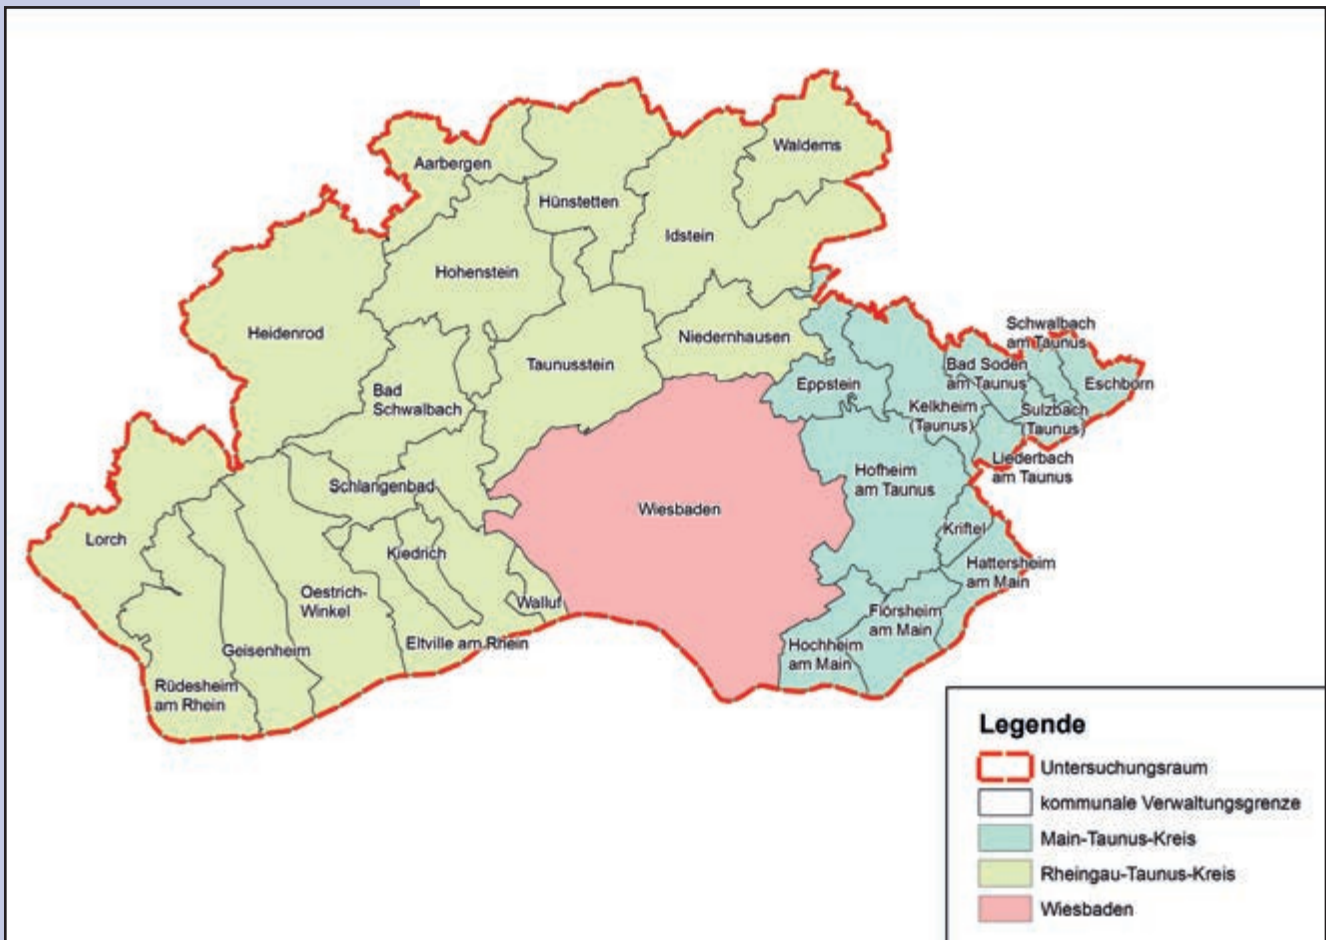 Waldems
Aarbergen
Hünstetten
Idstein
Hohenstein
Heidenrod
Niedernhausen
Schwalbach
am Taunus
Taunusstein
Bad Soden
am Taunus
Eschborn
Eppstein
Bad
Schwalbach
Kelkheim
(Taunus)
Sulzbach
(Taunus)
Liederbach
am Taunus
Hofheim
am Taunus
Schlangenbad
Wiesbaden
Lorch
Kriftel
Kiedrich
Hattersheim
am Main
Oestrich-
Winkel
Walluf
Flörsheim
am Main
Eltville am Rhein
Geisenheim
Hochheim
am Main
Rüdesheim
am Rhein
Legende
Untersuchungsraum
kommunale Verwaltungsgrenze
Main-Taunus-Kreis
Rheingau-Taunus-Kreis
Wiesbaden